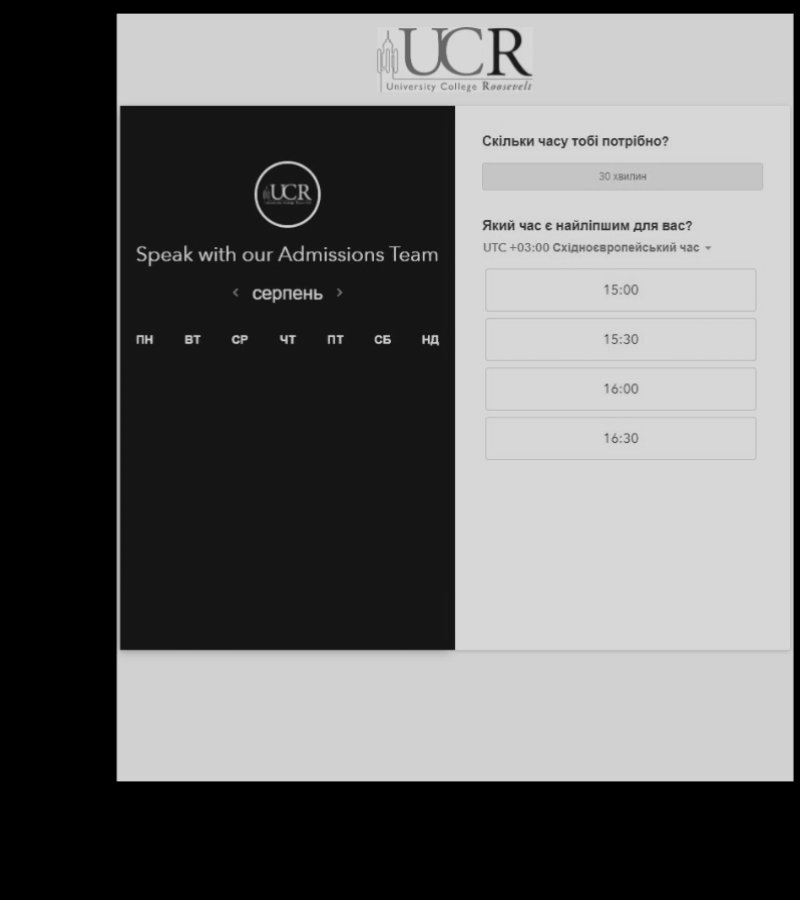 UCR
University College Roosevelt
UCR
Speak with our Admissions Team
серпень
ПН ВТ СР ЧТ ПТ СБ НД
Скільки часу тобі потрібно?
30 хвилин
Який час є найліпшим для вас?
UTC +03:00 Східноєвропейський час
15:00
15:30
16:00
16:30